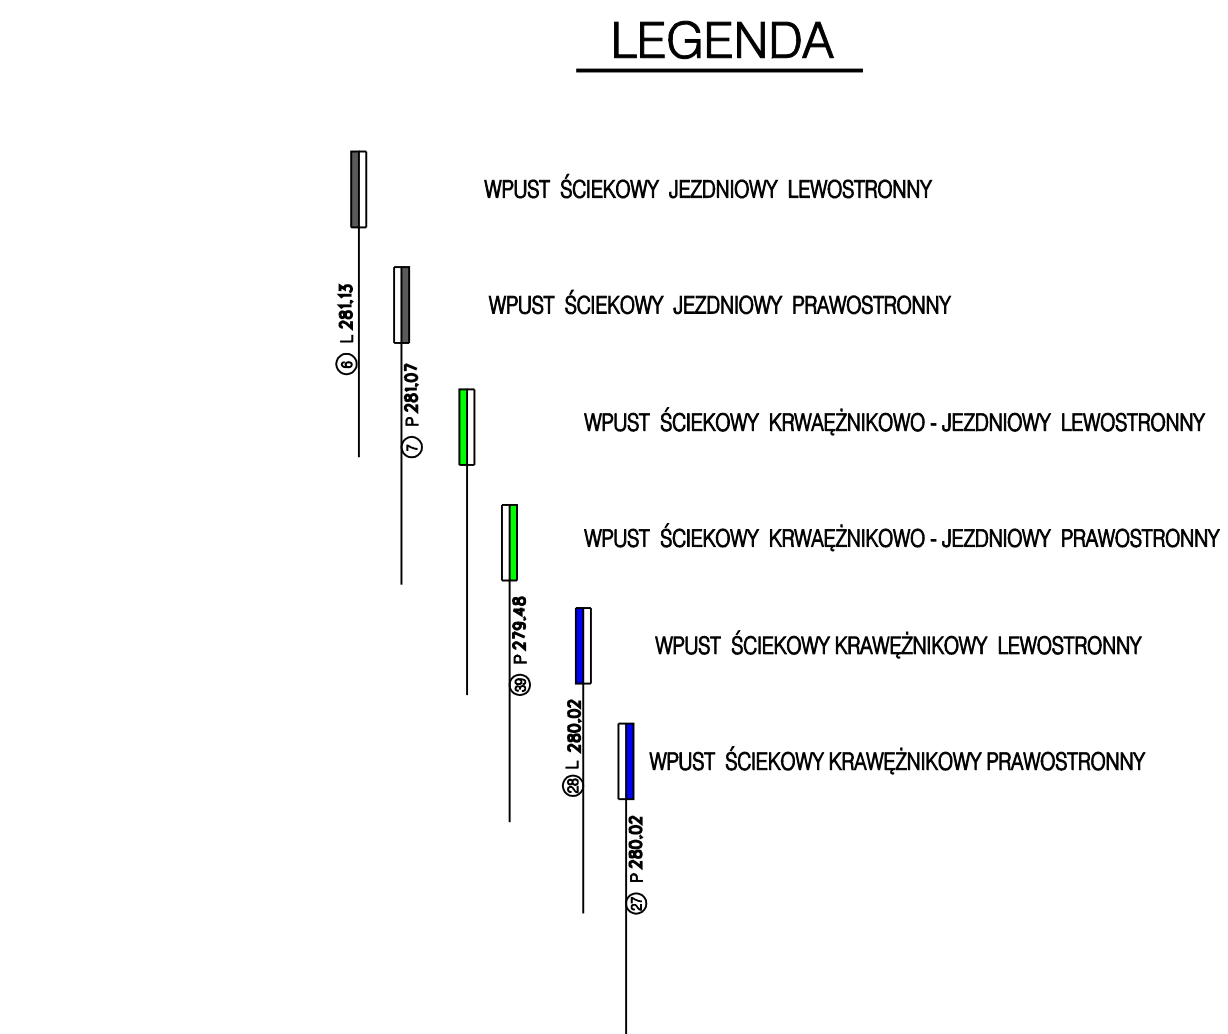 LEGENDA
WPUST ŚCIEKOWY JEZDNIOWY LEWOSTRONNY
6 L 281.13
WPUST ŚCIEKOWY JEZDNIOWY PRAWOSTRONNY
7 P 281.07
WPUST ŚCIEKOWY KRWAĘŻNIKOWO - JEZDNIOWY LEWOSTRONNY
WPUST ŚCIEKOWY KRWAĘŻNIKOWO - JEZDNIOWY PRAWOSTRONNY
39 P 279.48
WPUST ŚCIEKOWY KRAWĘŻNIKOWY LEWOSTRONNY
28 L 280.02
WPUST ŚCIEKOWY KRAWĘŻNIKOWY PRAWOSTRONNY
27 P 280.02